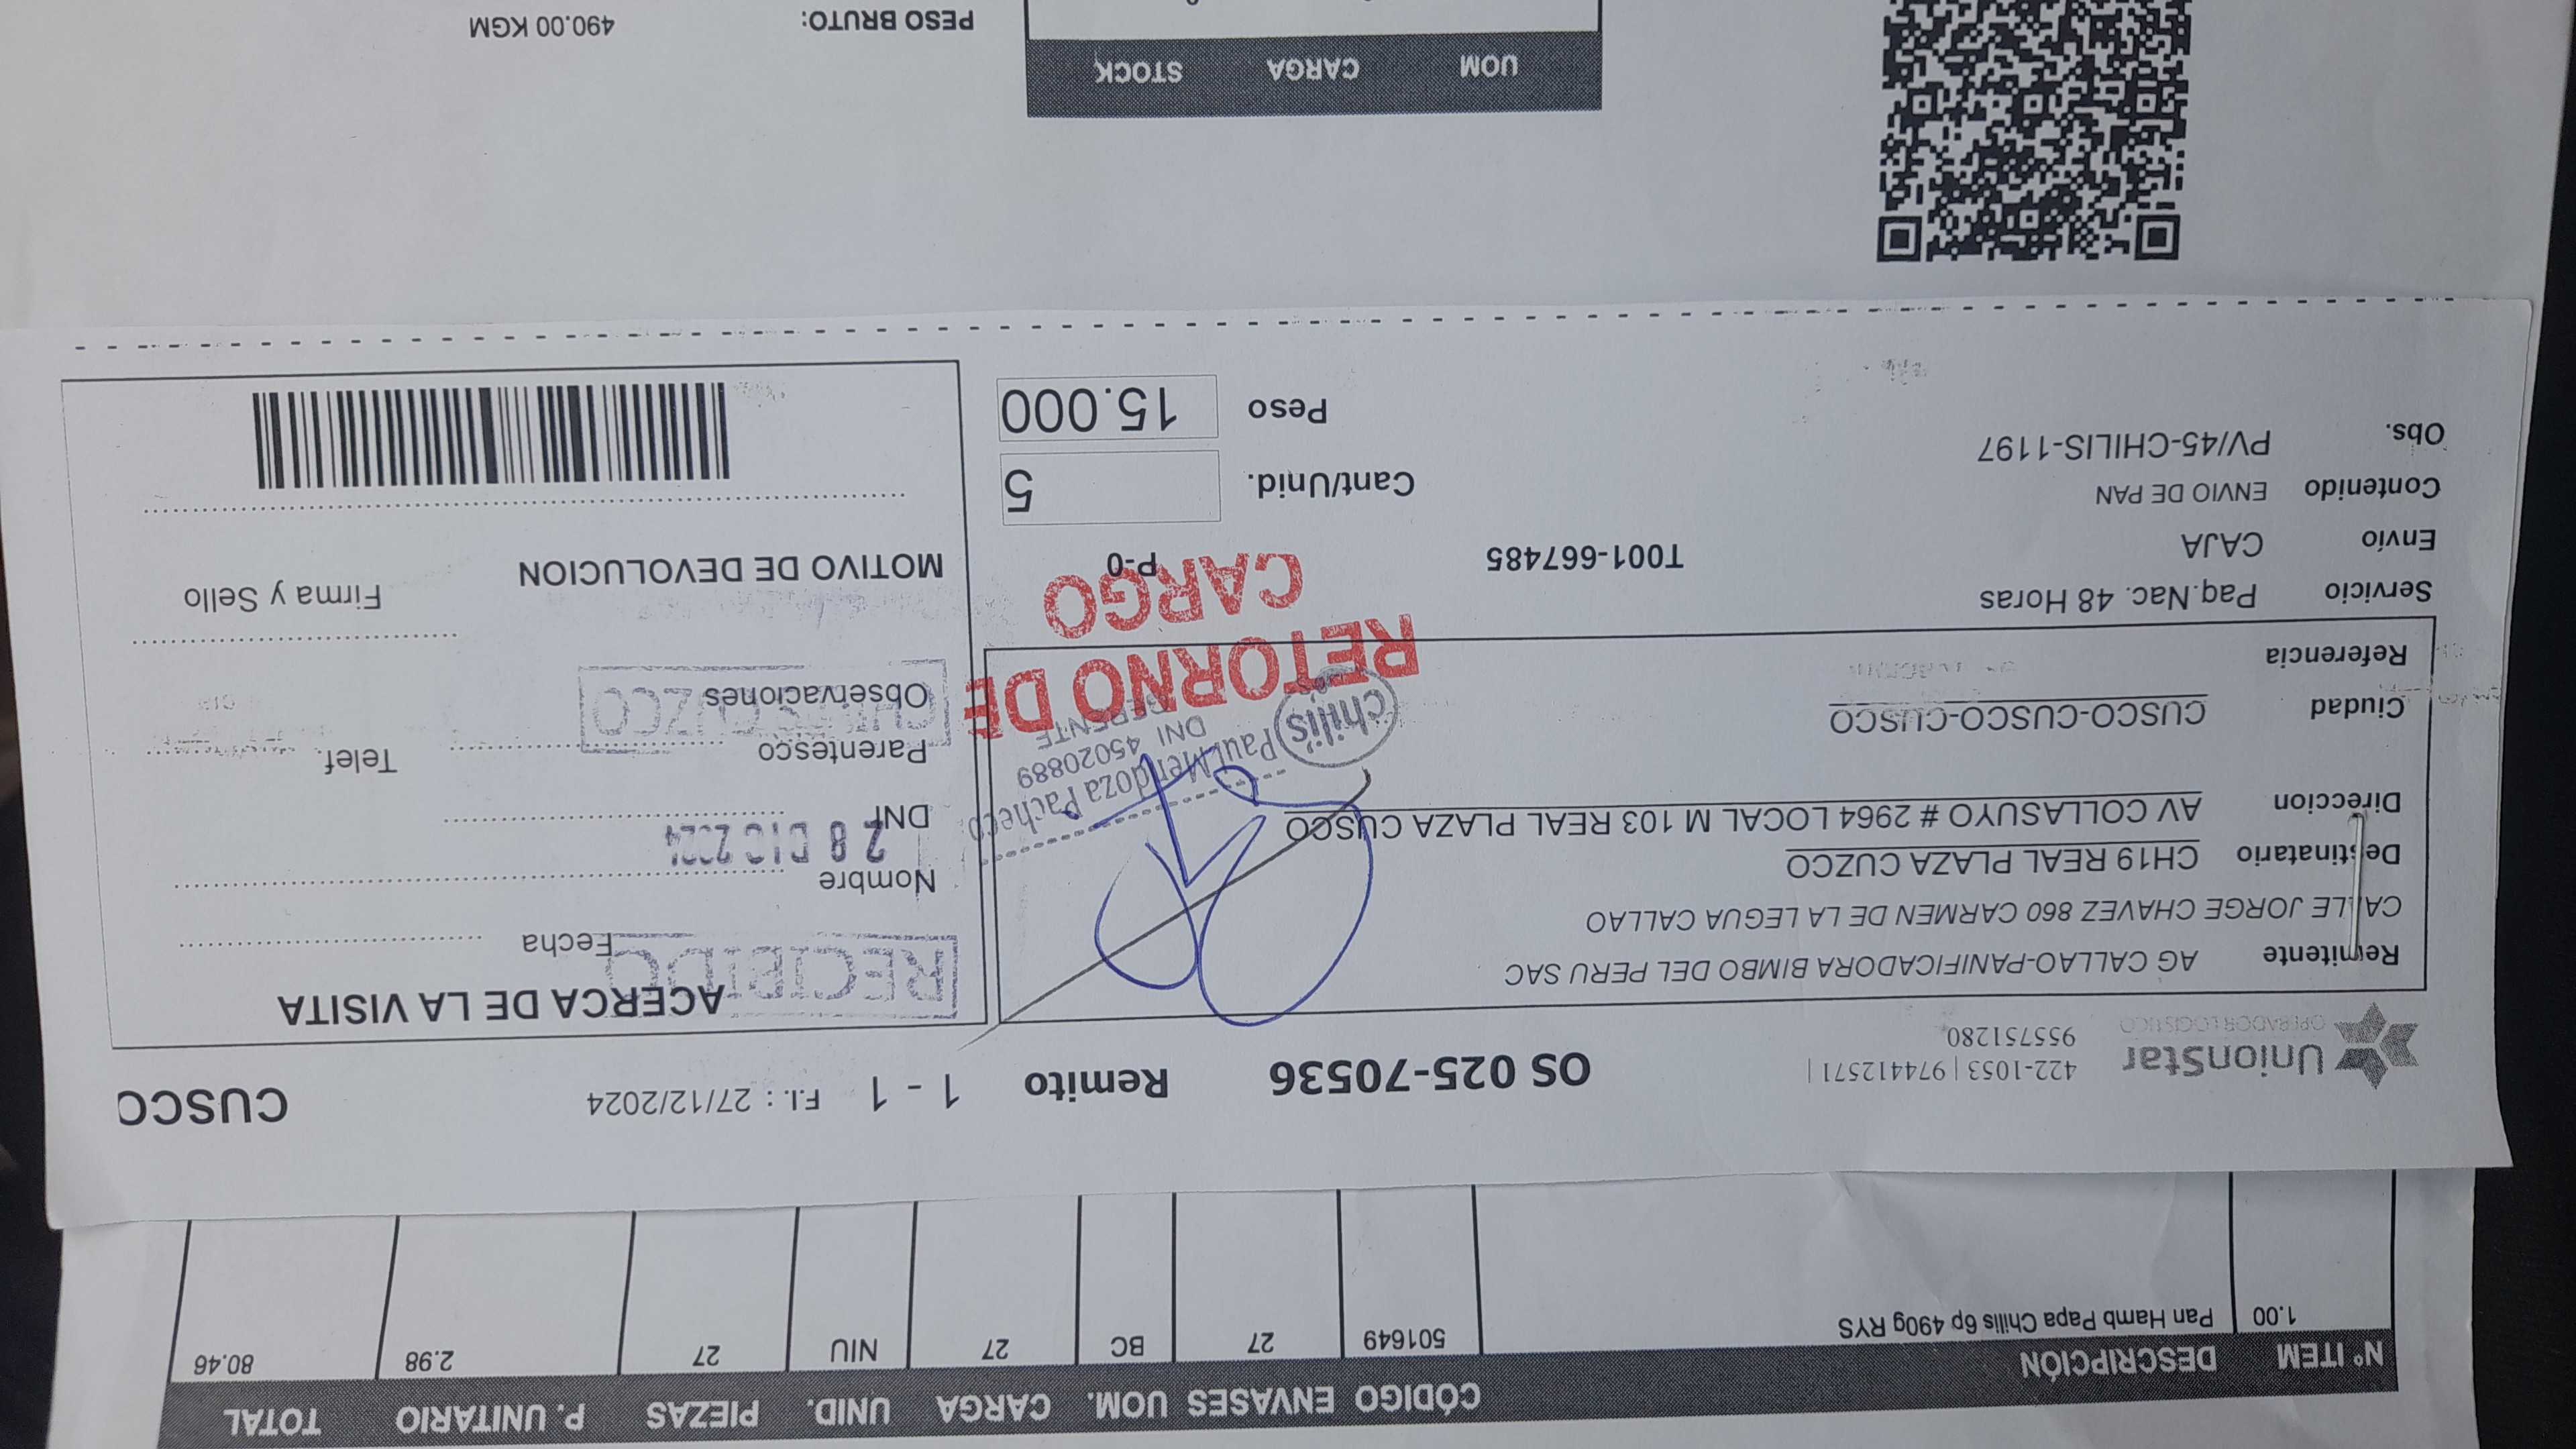 N° ITEM DESCRIPCIÓN CÓDIGO ENVASES UOM. CARGA UNID. PIEZAS P. UNITARIO TOTAL
1.00 Pan Hamb Papa Chilis 6p 490g RYS 501649 27 BC 27 NIU 27 2.98 80.46
UnionStar
OPERADOR LOGISTICO
422-1053 | 974412571 |
955751280
OS 025-70536 Remito 1 - 1 F.I. : 27/12/2024 CUSCO
Remitente AG CALLAO-PANIFICADORA BIMBO DEL PERU SAC
CALLE JORGE CHAVEZ 860 CARMEN DE LA LEGUA CALLAO
Destinatario CH19 REAL PLAZA CUZCO
Direccion AV COLLASUYO # 2964 LOCAL M 103 REAL PLAZA CUSCO
Ciudad CUSCO-CUSCO-CUSCO
Referencia
Servicio Paq.Nac. 48 Horas
Envio CAJA T001-667485 P-0
Contenido ENVIO DE PAN
Obs. PV/45-CHILIS-1197
Cant/Unid. 5
Peso 15.000
chili's
Paul Mendoza Pacheco
DNI 45020889
GERENTE
RETORNO DE
CARGO
ACERCA DE LA VISITA
RECIBIDO
Fecha
Nombre
28 DIC 2024
DNI
Parentesco Telef.
Observaciones
CUZCO
Firma y Sello
MOTIVO DE DEVOLUCION
UOM CARGA STOCK
PESO BRUTO: 490.00 KGM